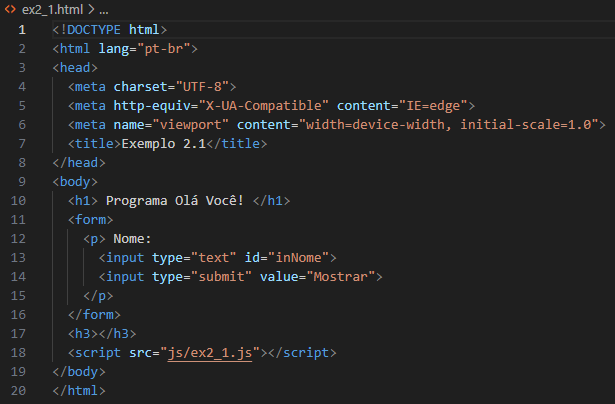 ex2_1.html > ...
1 <!DOCTYPE html>
2 <html lang="pt-br">
3 <head>
4 <meta charset="UTF-8">
5 <meta http-equiv="X-UA-Compatible" content="IE=edge">
6 <meta name="viewport" content="width=device-width, initial-scale=1.0">
7 <title>Exemplo 2.1</title>
8 </head>
9 <body>
10 <h1> Programa Olá Você! </h1>
11 <form>
12 <p> Nome:
13 <input type="text" id="inNome">
14 <input type="submit" value="Mostrar">
15 </p>
16 </form>
17 <h3></h3>
18 <script src="js/ex2_1.js"></script>
19 </body>
20 </html>